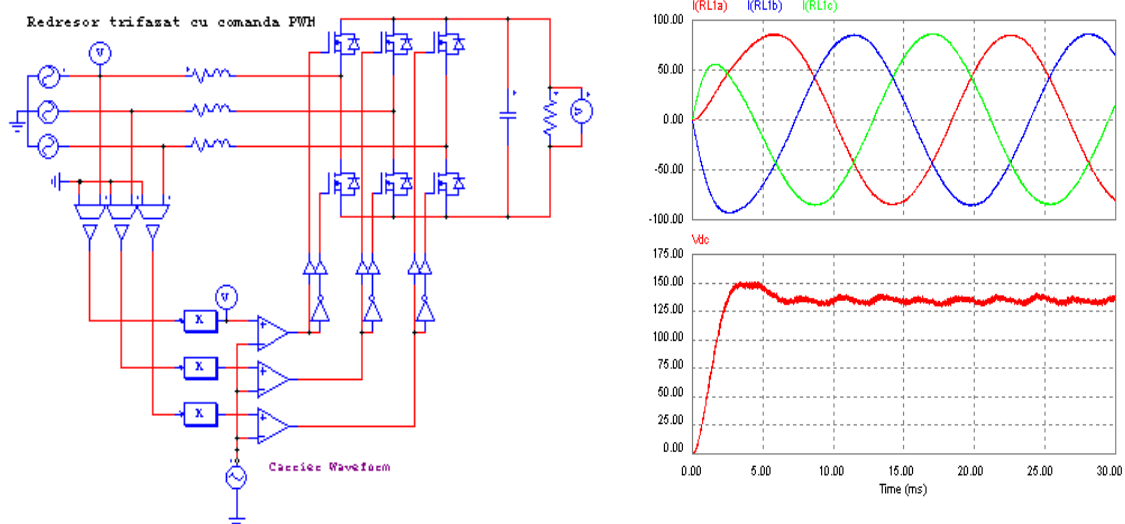 Redresor trifazat cu comanda PWM
V
V
V
K
K
K
Carrier Waveform
I(RL1a) I(RL1b) I(RL1c)
100.00
50.00
0.00
-50.00
-100.00
Vdc
175.00
150.00
125.00
100.00
75.00
50.00
25.00
0.00
0.00 5.00 10.00 15.00 20.00 25.00 30.00
Time (ms)